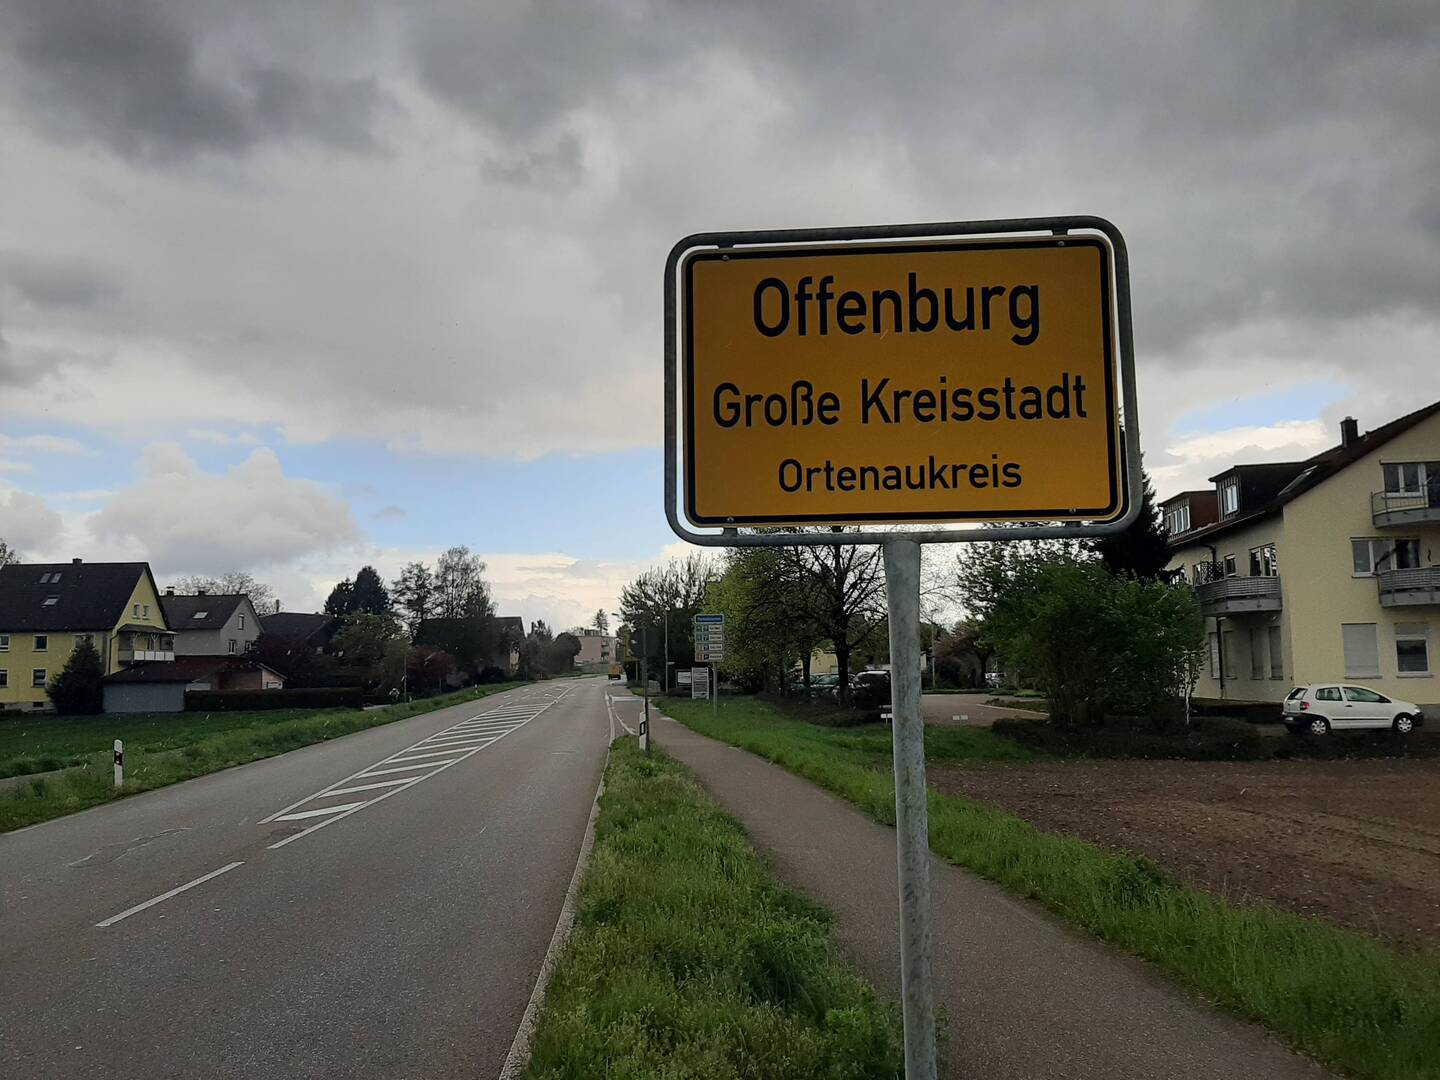 Offenburg
Große Kreisstadt
Ortenaukreis